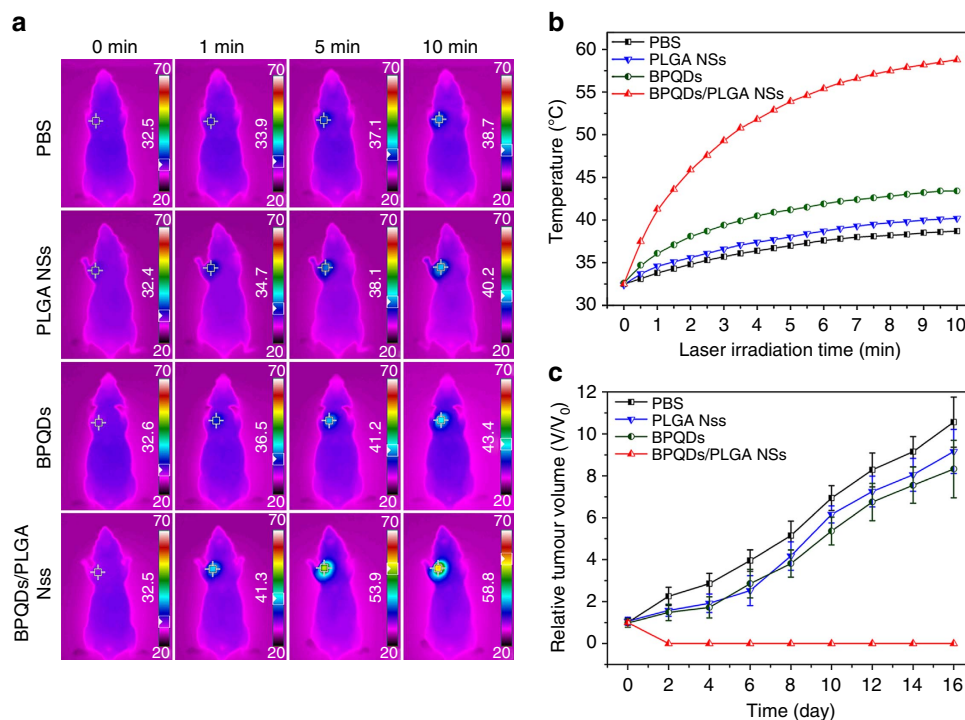 a
0 min 1 min 5 min 10 min
PBS
70 70 70 70
32.5 33.9 37.1 38.7
20 20 20 20
PLGA NSs
70 70 70 70
32.4 34.7 38.1 40.2
20 20 20 20
BPQDs
70 70 70 70
32.6 36.5 41.2 43.4
20 20 20 20
BPQDs/PLGA
Nss
70 70 70 70
32.5 41.3 53.9 58.8
20 20 20 20
b
PBS
PLGA NSs
BPQDs
BPQDs/PLGA NSs
Temperature (°C)
60
55
50
45
40
35
30
0 1 2 3 4 5 6 7 8 9 10
Laser irradiation time (min)
c
PBS
PLGA Nss
BPQDs
BPQDs/PLGA NSs
Relative tumour volume (V/V₀)
12
10
8
6
4
2
0
0 2 4 6 8 10 12 14 16
Time (day)